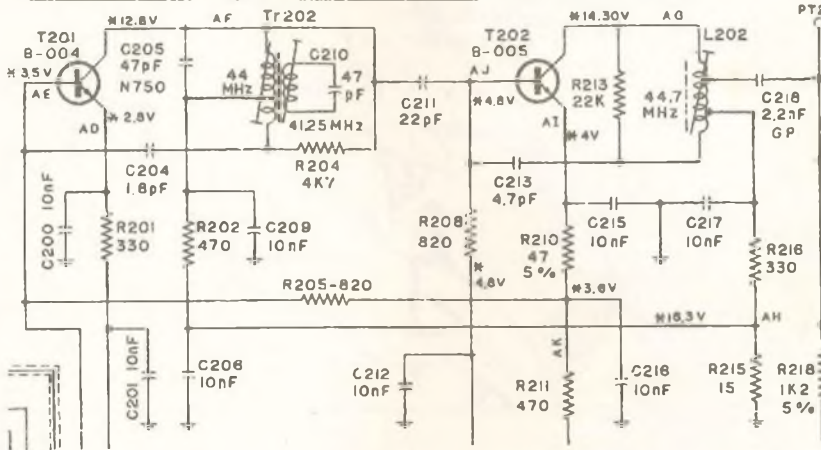 *12,8V
AF
Tr202
T201
B-004
C205
47pF
N750
44
MHz
C210
47
pF
41.25 MHz
* 3,5V
AE
AD
*2,8V
C204
1.8pF
R204
4K7
C200 10nF
R201
330
R202
470
C209
10nF
R205-820
C201 10nF
C206
10nF
C211
22pF
AJ
*4,8V
T202
B-005
*14,30V
AG
L202
PT2
R213
22K
44.7
MHz
C218
2,2nF
GP
AI
*4V
C213
4.7pF
R208
820
*
4,8V
R210
47
5%
C215
10nF
C217
10nF
R216
330
*3,6V
*16,3V
AH
AK
C212
10nF
R211
470
C216
10nF
R215
15
R218
1K2
5%